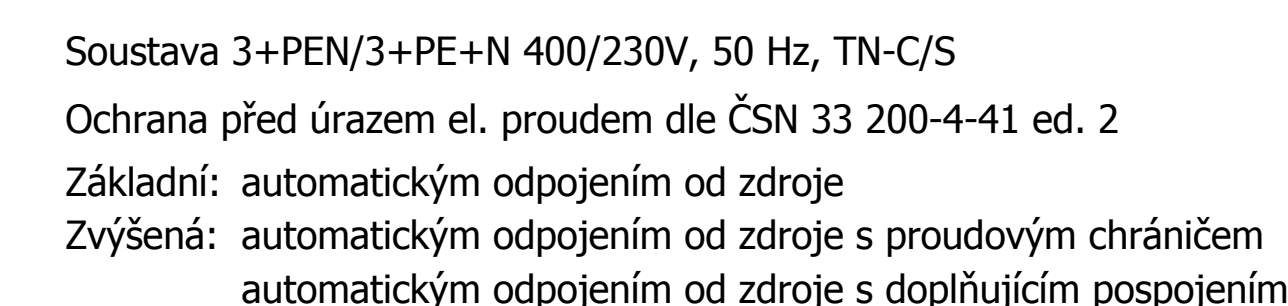 Soustava 3+PEN/3+PE+N 400/230V, 50 Hz, TN-C/S
Ochrana před úrazem el. proudem dle ČSN 33 200-4-41 ed. 2
Základní: automatickým odpojením od zdroje
Zvýšená: automatickým odpojením od zdroje s proudovým chráničem
automatickým odpojením od zdroje s doplňujícím pospojením